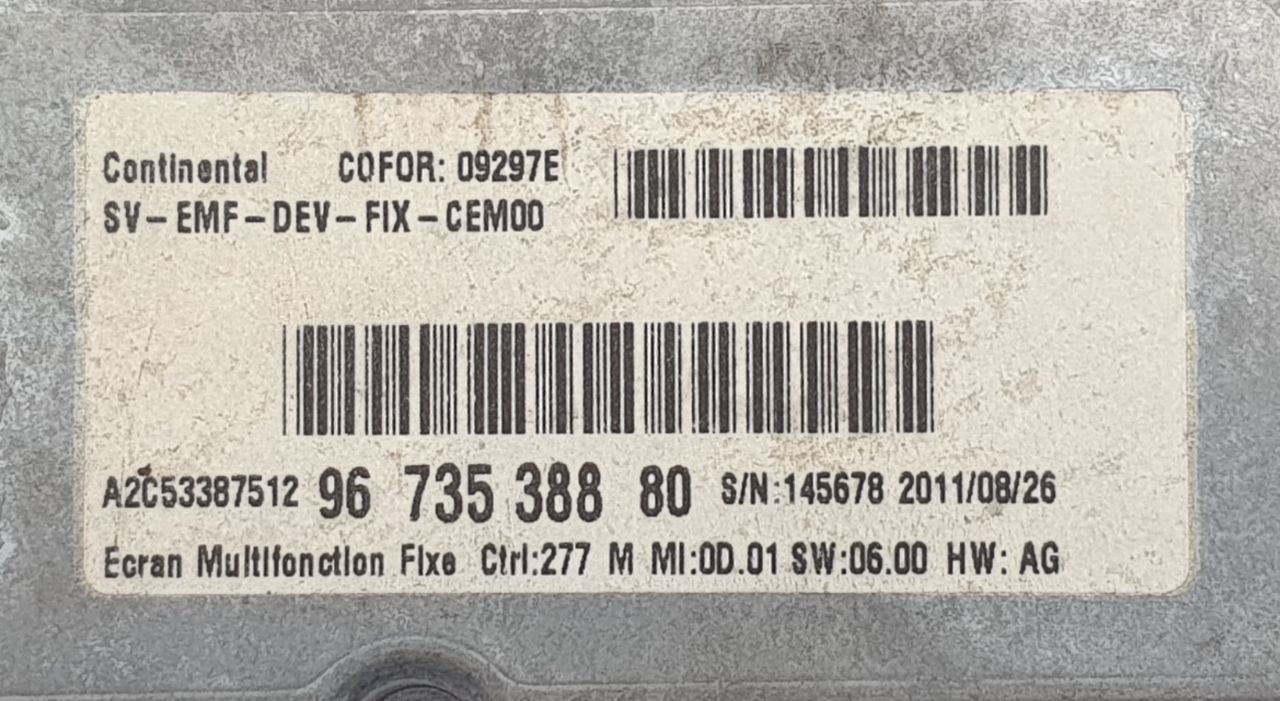 Continental COFOR: 09297E
SV-EMF-DEV-FIX-CEM00
A2C53387512 96 735 388 80 S/N:145678 2011/08/26
Ecran Multifonction Fixe Ctrl:277 M MI:0D.01 SW:06.00 HW: AG